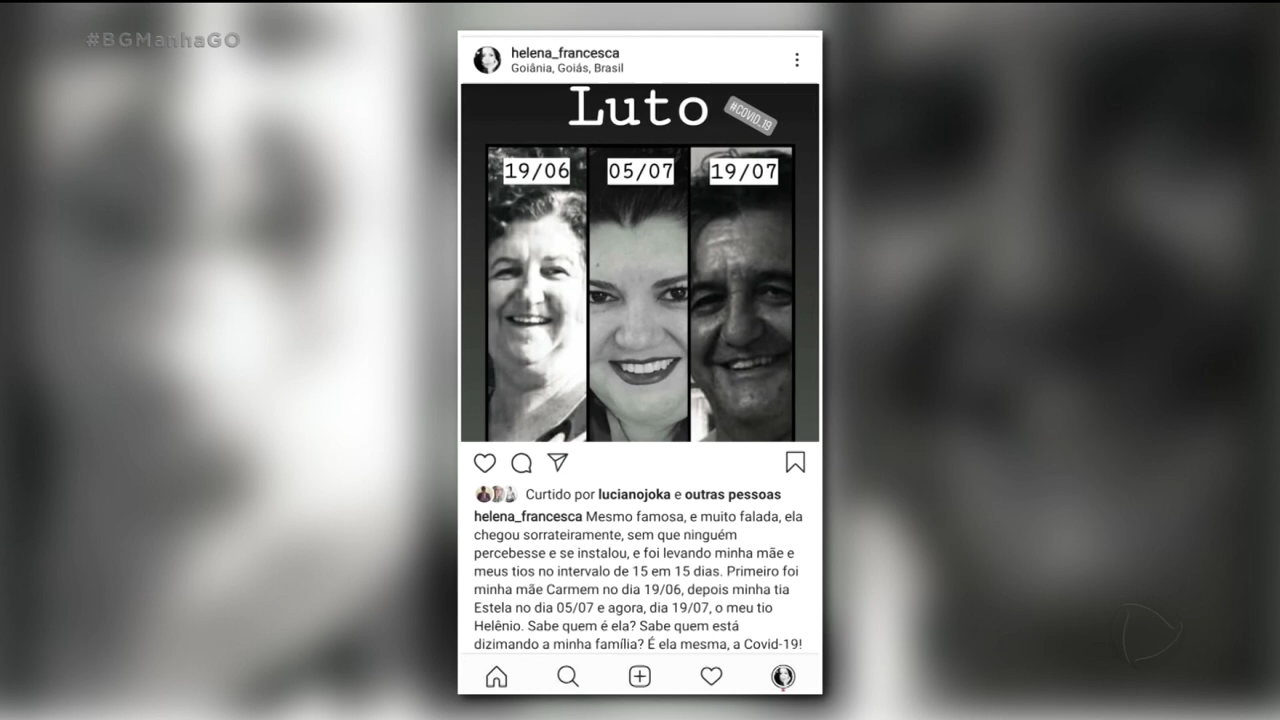 #BGManhaGO
helena_francesca
Goiânia, Goiás, Brasil
Luto
#COVID_19
19/06
05/07
19/07
Curtido por lucianojoka e outras pessoas
helena_francesca Mesmo famosa, e muito falada, ela
chegou sorrateiramente, sem que ninguém
percebesse e se instalou, e foi levando minha mãe e
meus tios no intervalo de 15 em 15 dias. Primeiro foi
minha mãe Carmem no dia 19/06, depois minha tia
Estela no dia 05/07 e agora, dia 19/07, o meu tio
Helênio. Sabe quem é ela? Sabe quem está
dizimando a minha família? É ela mesma, a Covid-19!